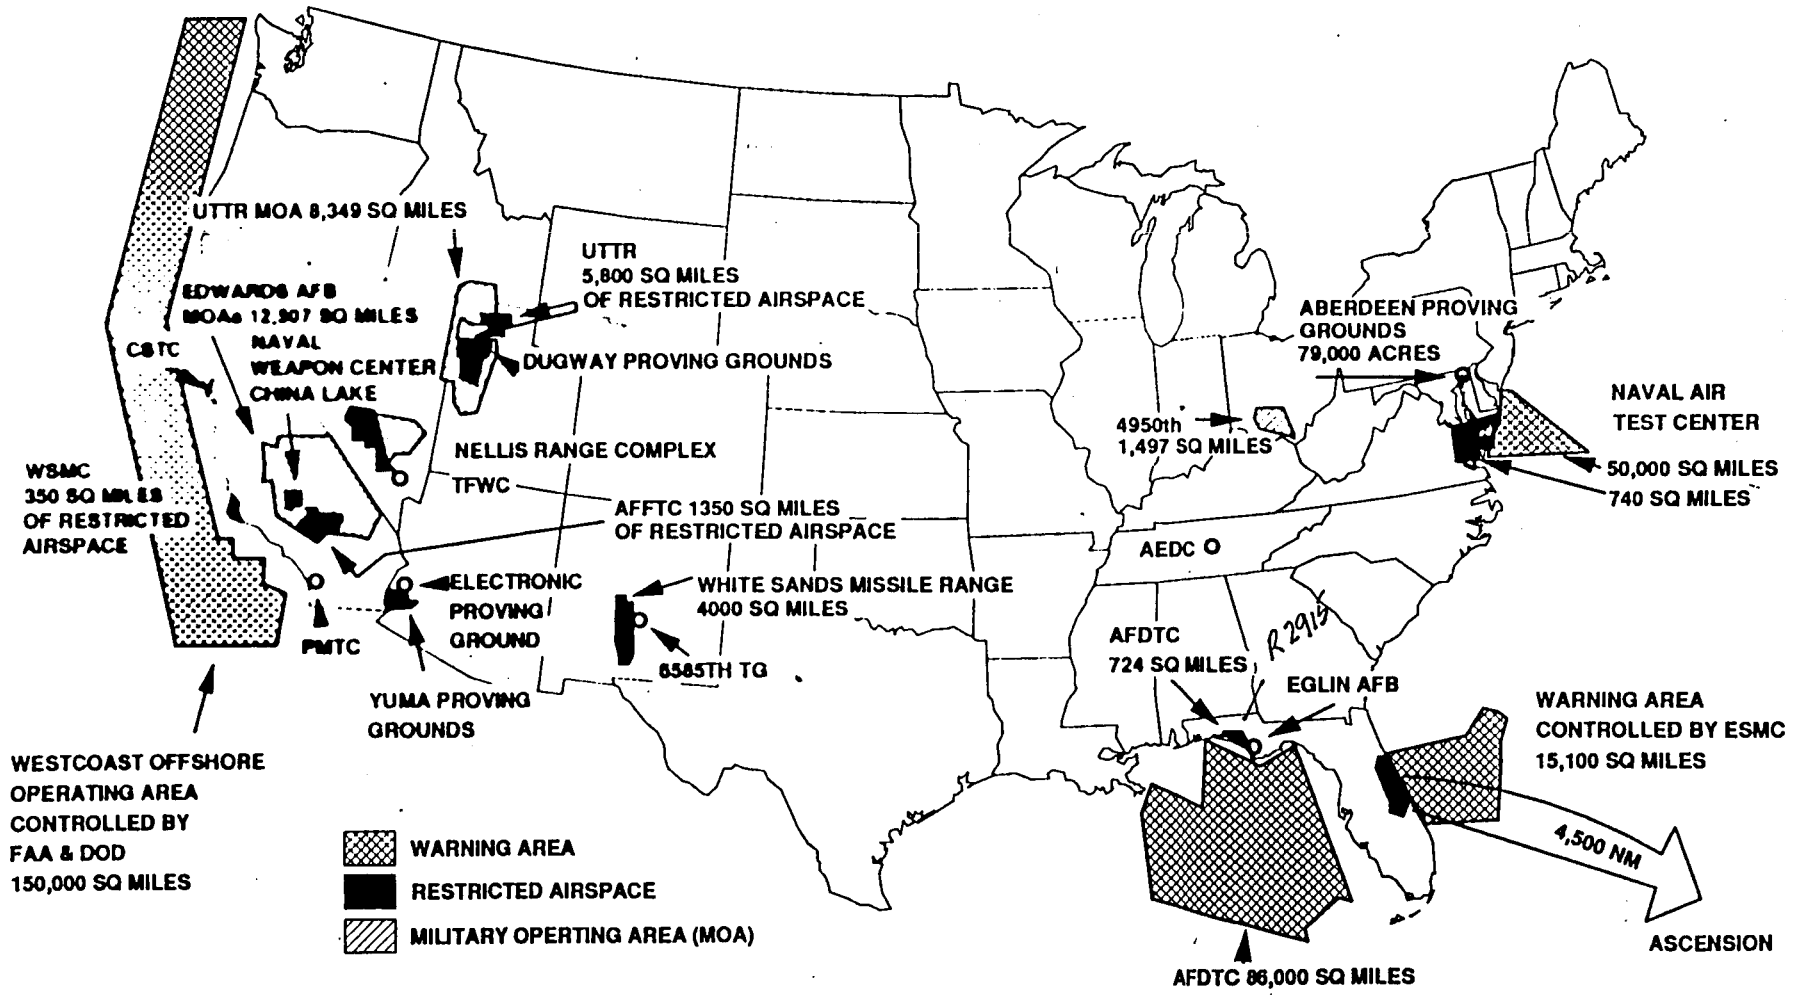 UTTR MOA 8,349 SQ MILES
UTTR
5,800 SQ MILES
OF RESTRICTED AIRSPACE
EDWARDS AFB
MOAs 12,907 SQ MILES
NAVAL
WEAPON CENTER
CHINA LAKE
CSTC
DUGWAY PROVING GROUNDS
ABERDEEN PROVING
GROUNDS
79,000 ACRES
NAVAL AIR
TEST CENTER
50,000 SQ MILES
740 SQ MILES
4950th
1,497 SQ MILES
NELLIS RANGE COMPLEX
TFWC
WSMC
350 SQ MILES
OF RESTRICTED
AIRSPACE
AFFTC 1350 SQ MILES
OF RESTRICTED AIRSPACE
AEDC
ELECTRONIC
PROVING
GROUND
WHITE SANDS MISSILE RANGE
4000 SQ MILES
PMTC
6585TH TG
YUMA PROVING
GROUNDS
AFDTC
724 SQ MILES
R2915
EGLIN AFB
WARNING AREA
CONTROLLED BY ESMC
15,100 SQ MILES
WESTCOAST OFFSHORE
OPERATING AREA
CONTROLLED BY
FAA & DOD
150,000 SQ MILES
WARNING AREA
RESTRICTED AIRSPACE
MILITARY OPERTING AREA (MOA)
4,500 NM
ASCENSION
AFDTC 86,000 SQ MILES